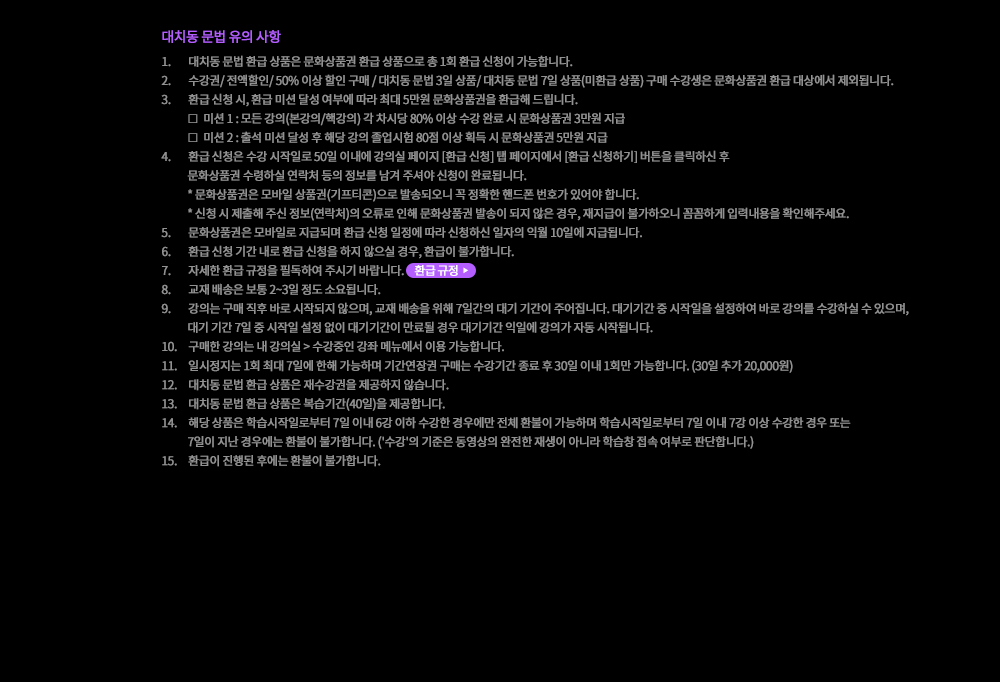 대치동 문법 유의 사항
1. 대치동 문법 환급 상품은 문화상품권 환급 상품으로 총 1회 환급 신청이 가능합니다.
2. 수강권/ 전액할인/ 50% 이상 할인 구매 / 대치동 문법 3일 상품/ 대치동 문법 7일 상품(미환급 상품) 구매 수강생은 문화상품권 환급 대상에서 제외됩니다.
3. 환급 신청 시, 환급 미션 달성 여부에 따라 최대 5만원 문화상품권을 환급해 드립니다.
□ 미션 1 : 모든 강의(본강의/핵강의) 각 차시당 80% 이상 수강 완료 시 문화상품권 3만원 지급
□ 미션 2 : 출석 미션 달성 후 해당 강의 졸업시험 80점 이상 획득 시 문화상품권 5만원 지급
4. 환급 신청은 수강 시작일로 50일 이내에 강의실 페이지 [환급 신청] 탭 페이지에서 [환급 신청하기] 버튼을 클릭하신 후
문화상품권 수령하실 연락처 등의 정보를 남겨 주셔야 신청이 완료됩니다.
* 문화상품권은 모바일 상품권(기프티콘)으로 발송되오니 꼭 정확한 핸드폰 번호가 있어야 합니다.
* 신청 시 제출해 주신 정보(연락처)의 오류로 인해 문화상품권 발송이 되지 않은 경우, 재지급이 불가하오니 꼼꼼하게 입력내용을 확인해주세요.
5. 문화상품권은 모바일로 지급되며 환급 신청 일정에 따라 신청하신 일자의 익월 10일에 지급됩니다.
6. 환급 신청 기간 내로 환급 신청을 하지 않으실 경우, 환급이 불가합니다.
7. 자세한 환급 규정을 필독하여 주시기 바랍니다. 환급 규정 ▶
8. 교재 배송은 보통 2~3일 정도 소요됩니다.
9. 강의는 구매 직후 바로 시작되지 않으며, 교재 배송을 위해 7일간의 대기 기간이 주어집니다. 대기기간 중 시작일을 설정하여 바로 강의를 수강하실 수 있으며,
대기 기간 7일 중 시작일 설정 없이 대기기간이 만료될 경우 대기기간 익일에 강의가 자동 시작됩니다.
10. 구매한 강의는 내 강의실 > 수강중인 강좌 메뉴에서 이용 가능합니다.
11. 일시정지는 1회 최대 7일에 한해 가능하며 기간연장권 구매는 수강기간 종료 후 30일 이내 1회만 가능합니다. (30일 추가 20,000원)
12. 대치동 문법 환급 상품은 재수강권을 제공하지 않습니다.
13. 대치동 문법 환급 상품은 복습기간(40일)을 제공합니다.
14. 해당 상품은 학습시작일로부터 7일 이내 6강 이하 수강한 경우에만 전체 환불이 가능하며 학습시작일로부터 7일 이내 7강 이상 수강한 경우 또는
7일이 지난 경우에는 환불이 불가합니다. ('수강'의 기준은 동영상의 완전한 재생이 아니라 학습창 접속 여부로 판단합니다.)
15. 환급이 진행된 후에는 환불이 불가합니다.